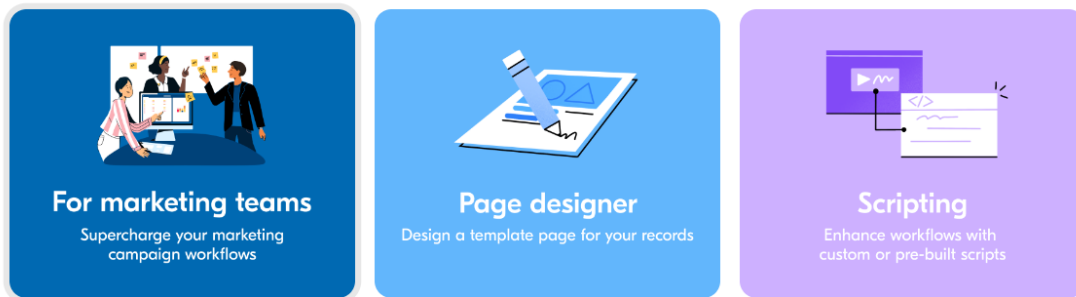 For marketing teams
Supercharge your marketing
campaign workflows
Page designer
Design a template page for your records
Scripting
Enhance workflows with
custom or pre-built scripts